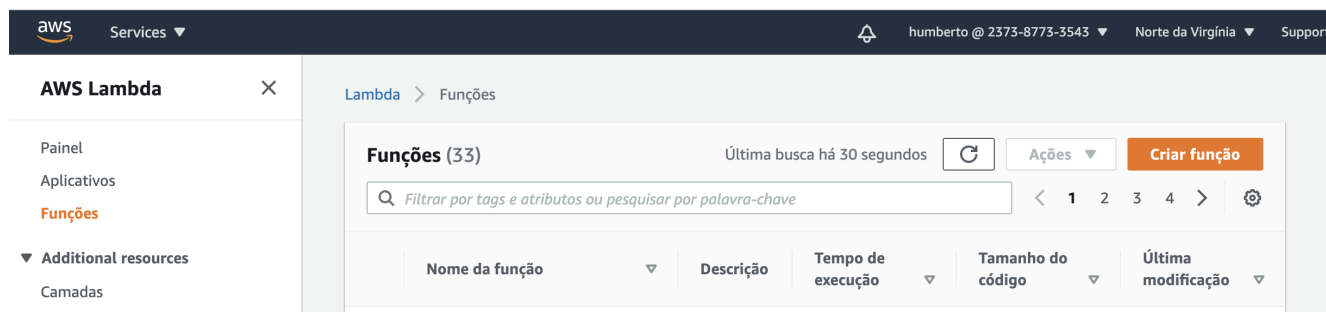 aws Services ▼ humberto @ 2373-8773-3543 ▼ Norte da Virgínia ▼ Suppor
AWS Lambda
Lambda > Funções
Painel
Aplicativos
Funções
Additional resources
Camadas
Funções (33) Última busca há 30 segundos Ações ▼ Criar função
Filtrar por tags e atributos ou pesquisar por palavra-chave < 1 2 3 4 >
Nome da função Descrição Tempo de execução Tamanho do código Última modificação